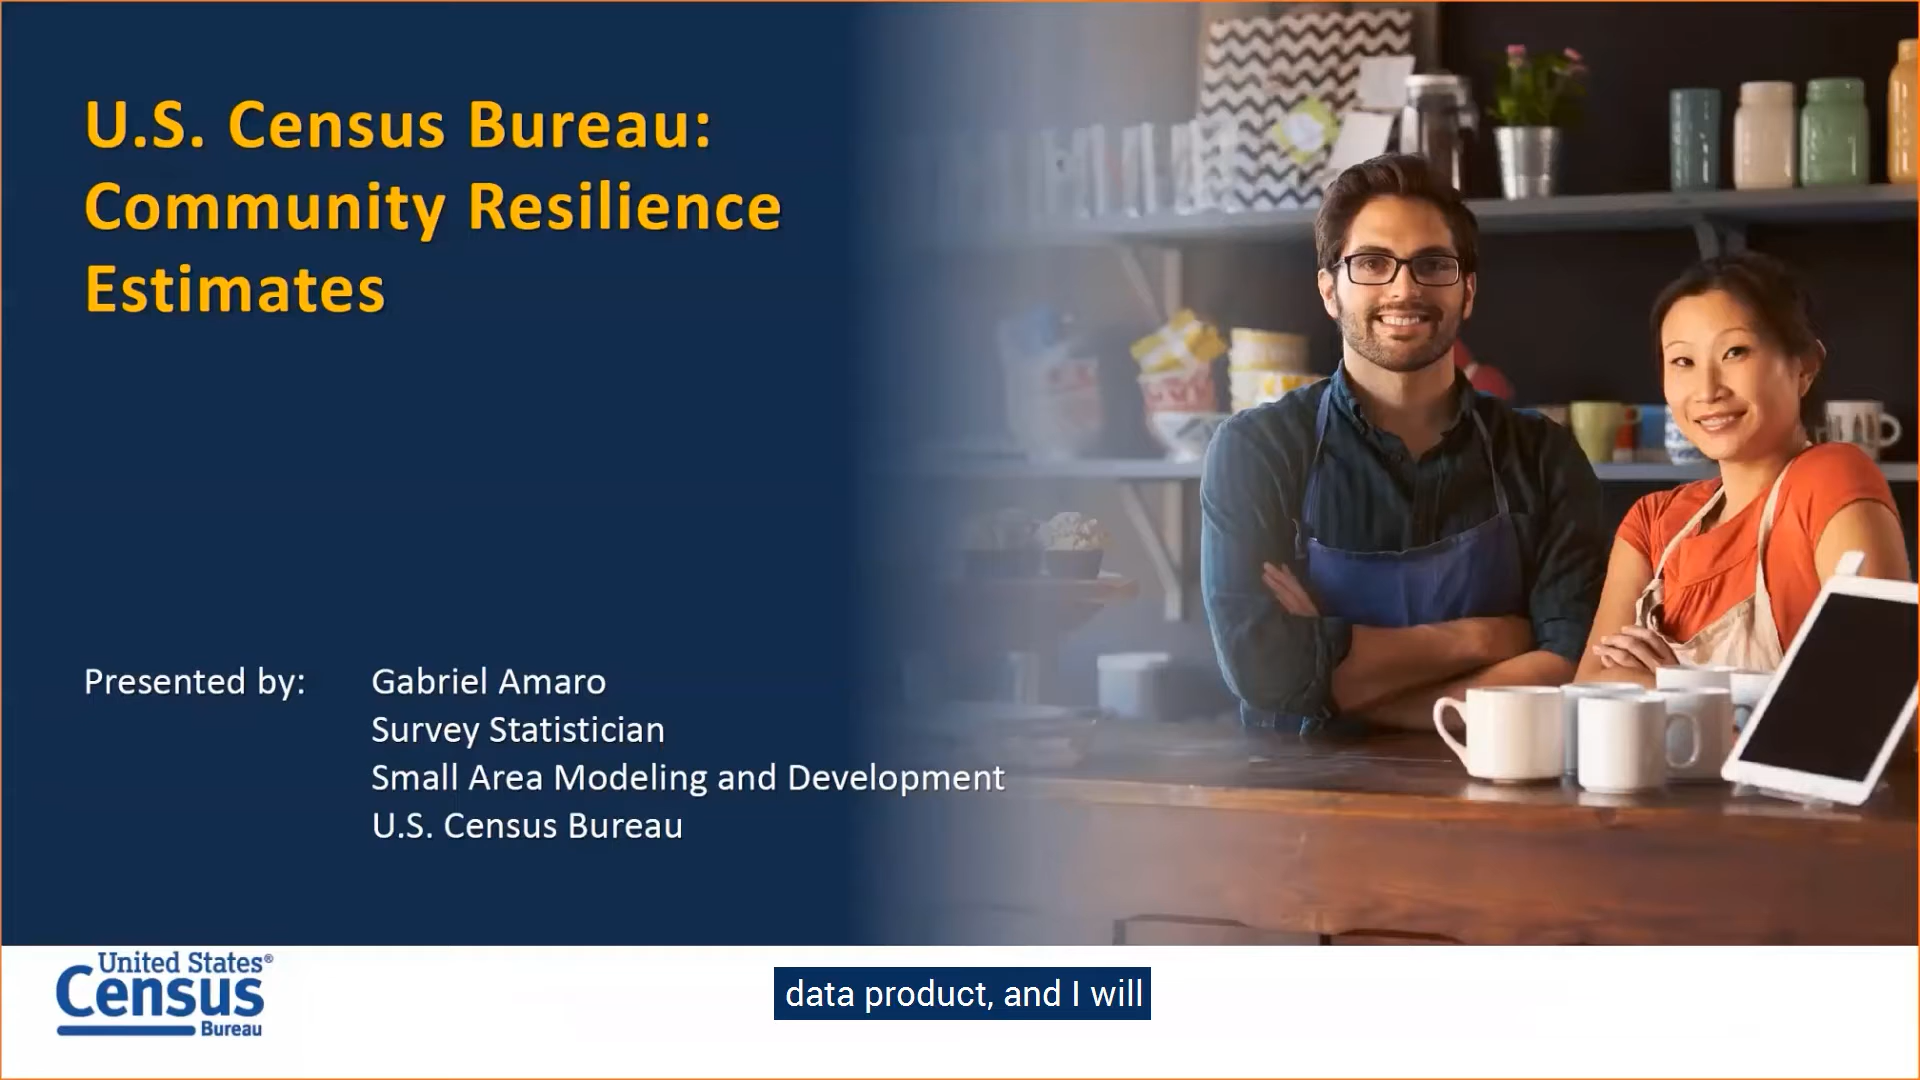 U.S. Census Bureau:
Community Resilience
Estimates
Presented by: Gabriel Amaro
Survey Statistician
Small Area Modeling and Development
U.S. Census Bureau
United States®
Census
Bureau
data product, and I will